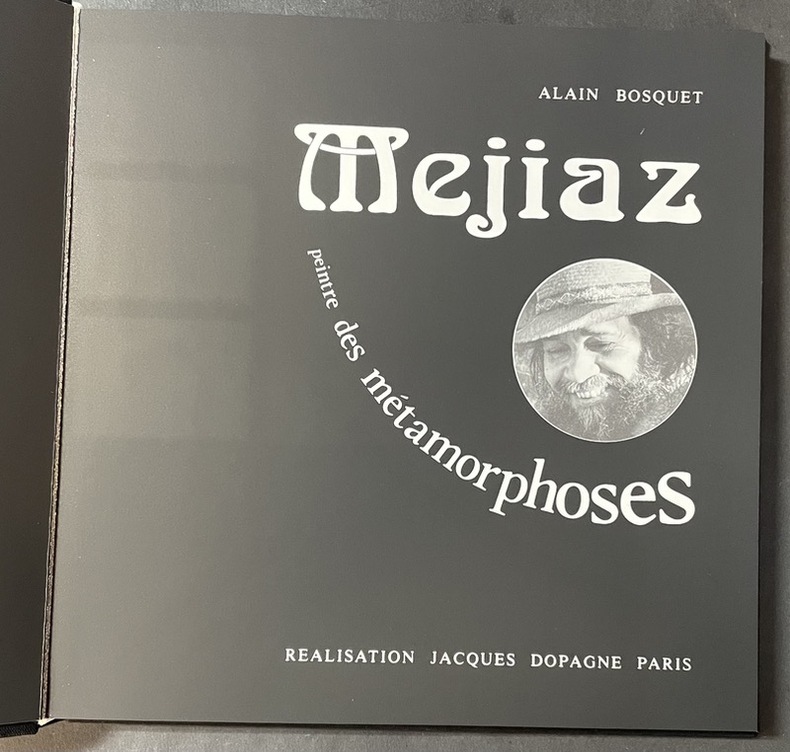 ALAIN BOSQUET
Mejiaz
peintre des métamorphoses
REALISATION JACQUES DOPAGNE PARIS